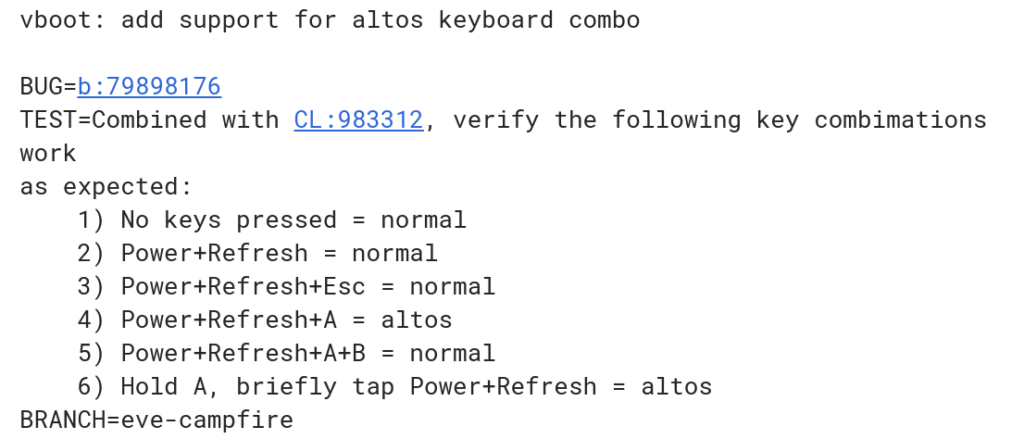 vboot: add support for altos keyboard combo

BUG=b:79898176
TEST=Combined with CL:983312, verify the following key combimations
work
as expected:
    1) No keys pressed = normal
    2) Power+Refresh = normal
    3) Power+Refresh+Esc = normal
    4) Power+Refresh+A = altos
    5) Power+Refresh+A+B = normal
    6) Hold A, briefly tap Power+Refresh = altos
BRANCH=eve-campfire